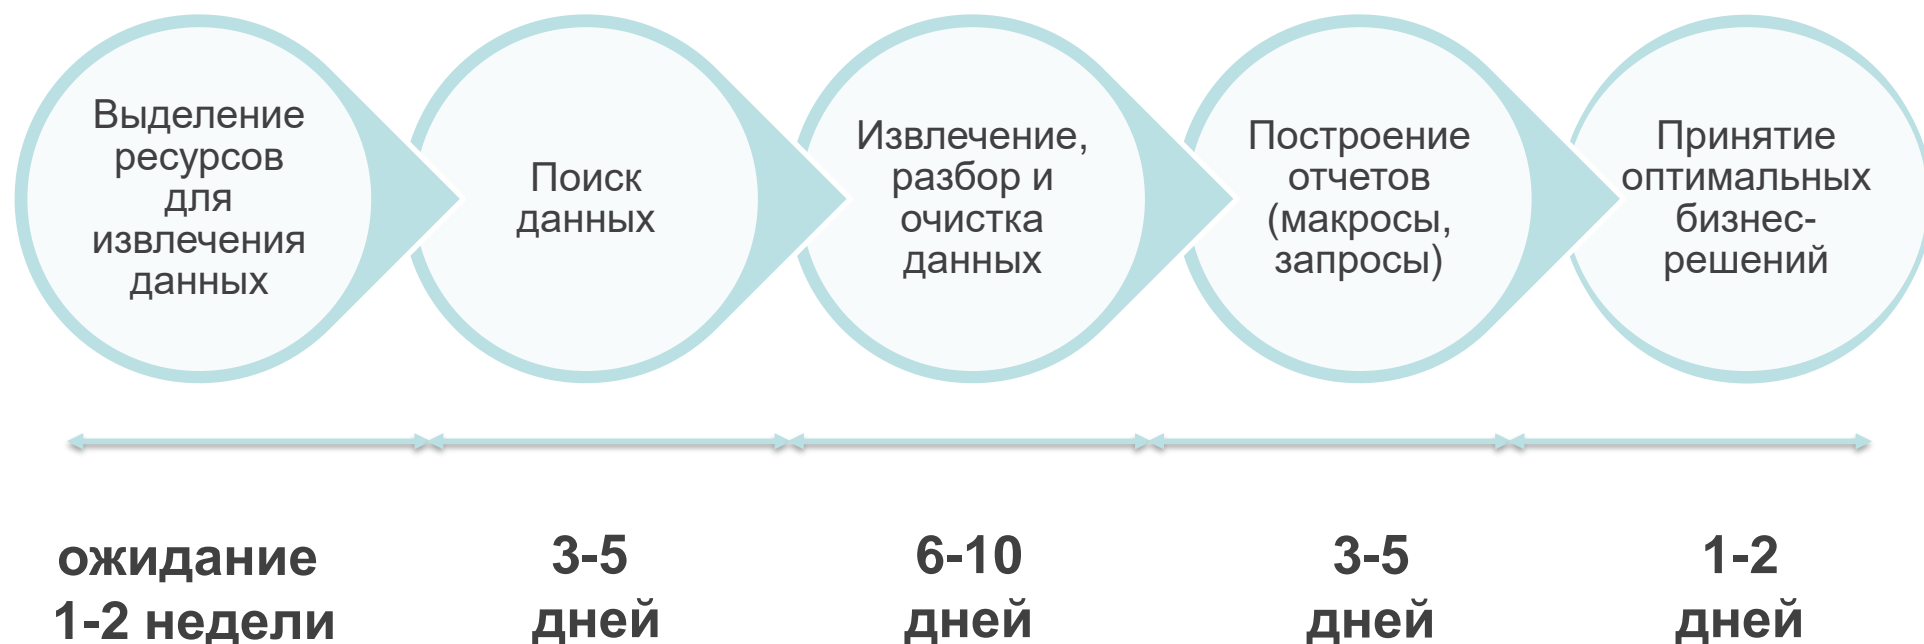 Выделение
ресурсов
для
извлечения
данных
Поиск
данных
Извлечение,
разбор и
очистка
данных
Построение
отчетов
(макросы,
запросы)
Принятие
оптимальных
бизнес-
решений
ожидание
1-2 недели
3-5
дней
6-10
дней
3-5
дней
1-2
дней